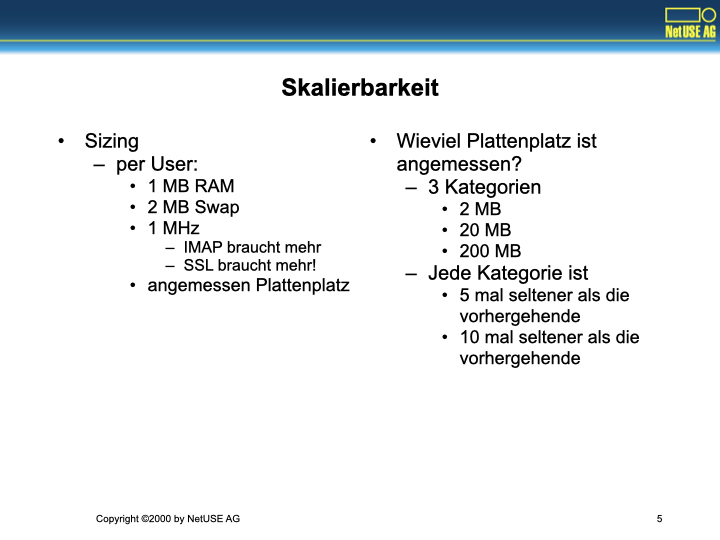 NetUSE AG
Skalierbarkeit
• Sizing
– per User:
• 1 MB RAM
• 2 MB Swap
• 1 MHz
– IMAP braucht mehr
– SSL braucht mehr!
• angemessen Plattenplatz
• Wieviel Plattenplatz ist
angemessen?
– 3 Kategorien
• 2 MB
• 20 MB
• 200 MB
– Jede Kategorie ist
• 5 mal seltener als die
vorhergehende
• 10 mal seltener als die
vorhergehende
Copyright ©2000 by NetUSE AG
5